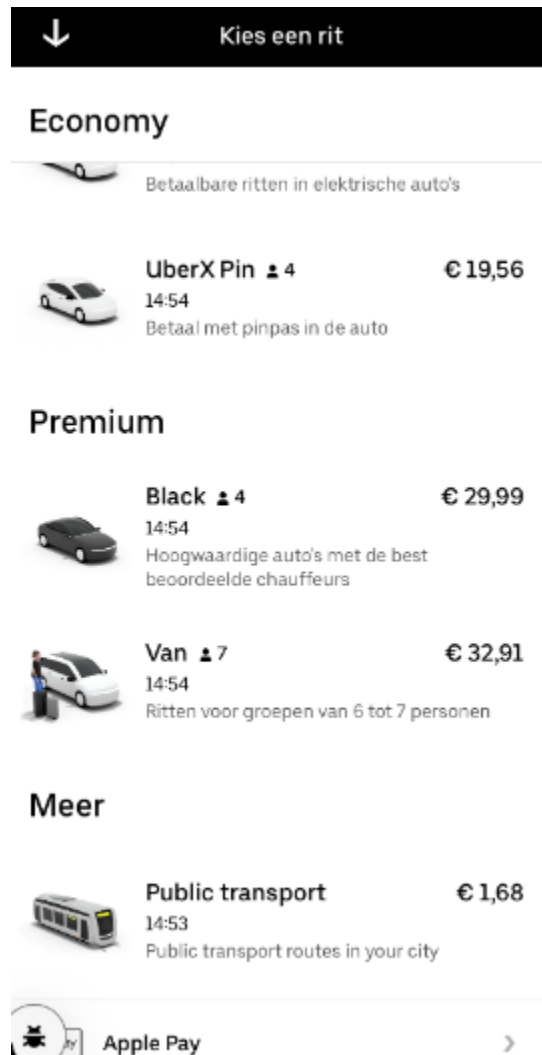 Kies een rit
Economy
Betaalbare ritten in elektrische auto's
UberX Pin 4 € 19,56
14:54
Betaal met pinpas in de auto
Premium
Black 4 € 29,99
14:54
Hoogwaardige auto's met de best
beoordeelde chauffeurs
Van 7 € 32,91
14:54
Ritten voor groepen van 6 tot 7 personen
Meer
Public transport € 1,68
14:53
Public transport routes in your city
Apple Pay